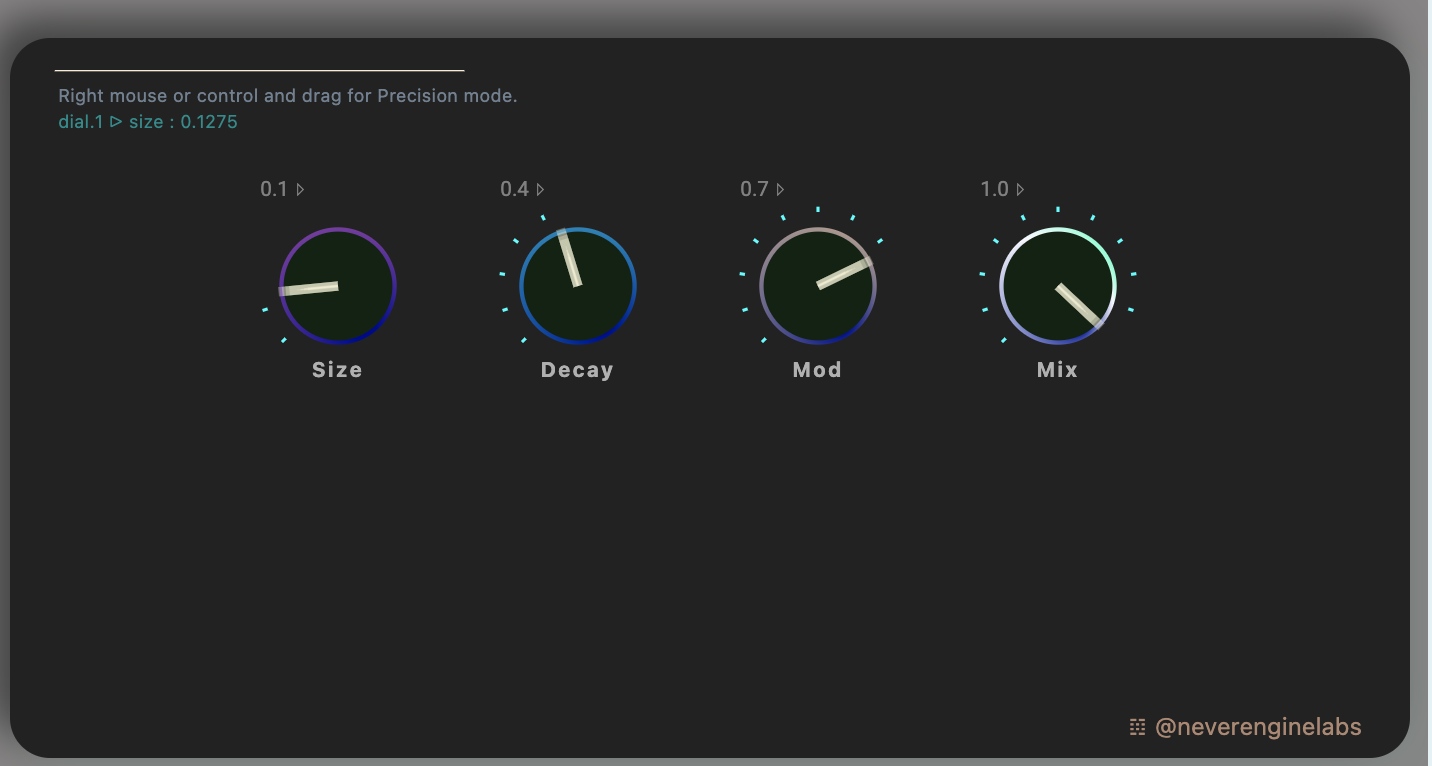 Right mouse or control and drag for Precision mode.
dial.1 ▷ size : 0.1275
0.1 ▷
0.4 ▷
0.7 ▷
1.0 ▷
Size
Decay
Mod
Mix
𝌎 @neverenginelabs